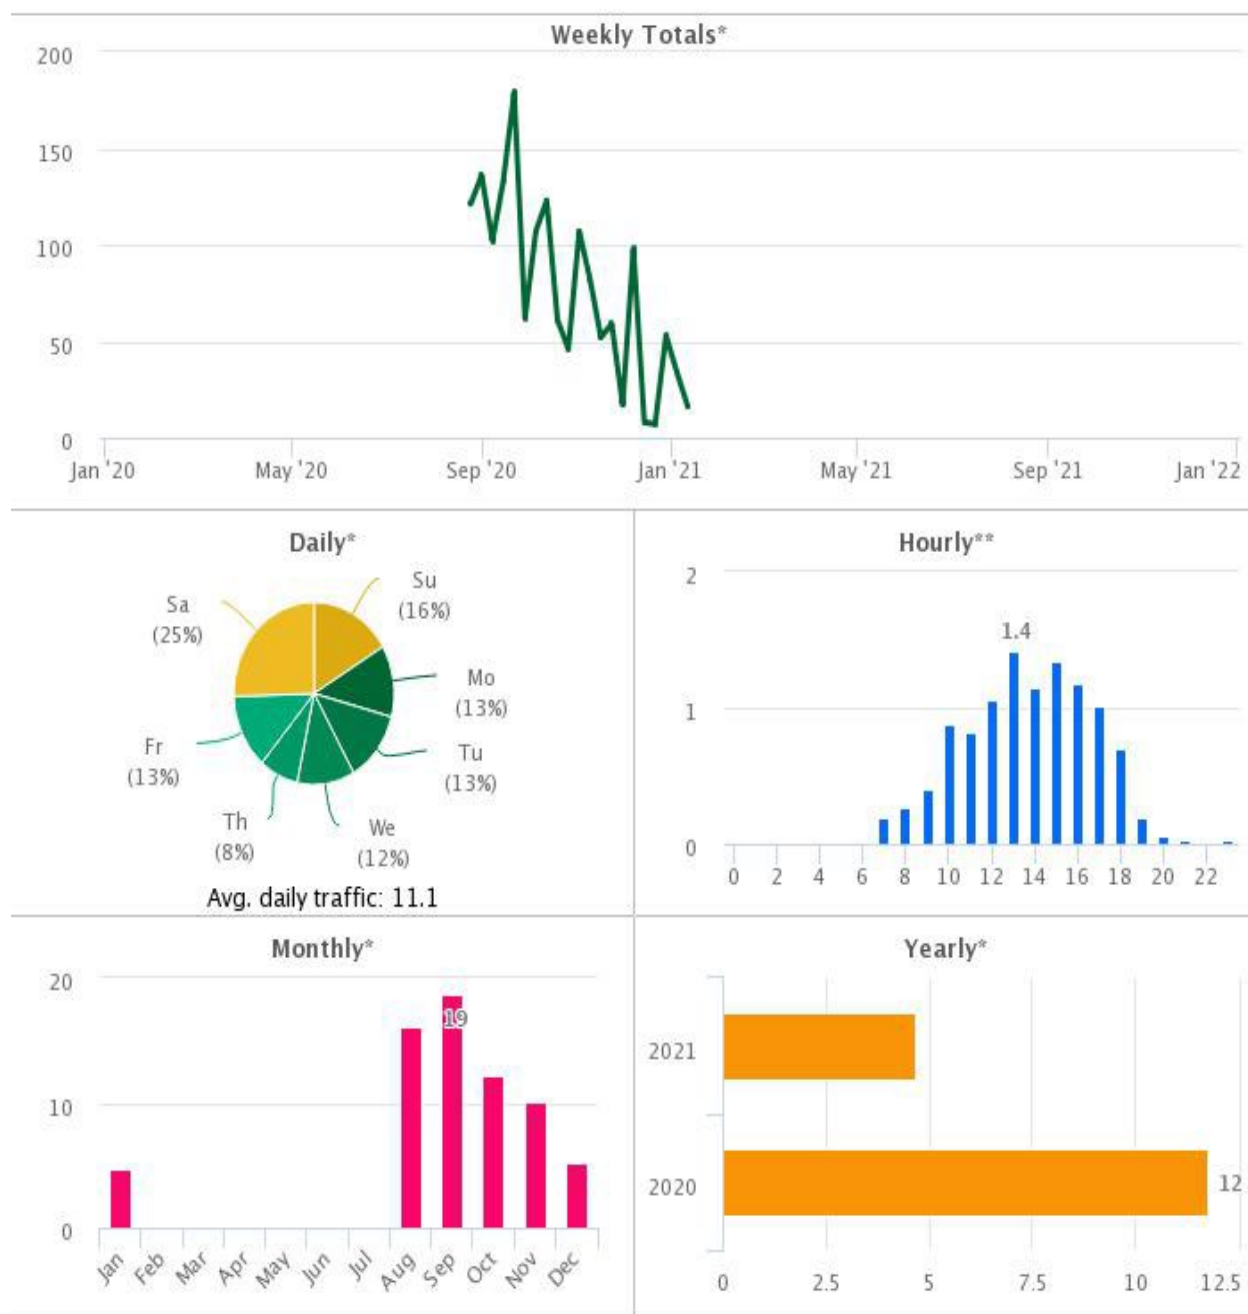 Weekly Totals*
200
150
100
50
0
Jan '20 May '20 Sep '20 Jan '21 May '21 Sep '21 Jan '22
Daily*
Su
(16%)
Sa
(25%)
Mo
(13%)
Fr
(13%)
Tu
(13%)
Th
(8%)
We
(12%)
Avg. daily traffic: 11.1
Hourly**
2
1.4
1
0
0 2 4 6 8 10 12 14 16 18 20 22
Monthly*
20
19
10
0
Jan Feb Mar Apr May Jun Jul Aug Sep Oct Nov Dec
Yearly*
2021
2020 12
0 2.5 5 7.5 10 12.5